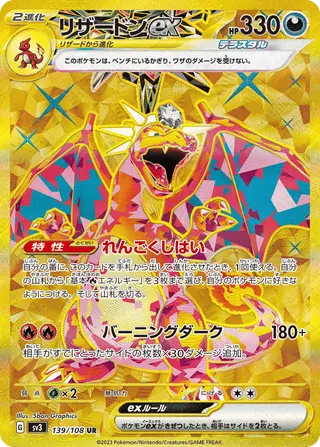 2進化
リザードンex
HP330
リザードから進化
テラスタル
このポケモンは、ベンチにいるかぎり、ワザのダメージを受けない。
特性 れんごくしはい
自分の番に、このカードを手札から出して進化させたとき、1回使える。自分の山札から「基本エネルギー」を3枚まで選び、自分のポケモンに好きなようにつける。そして山札を切る。
バーニングダーク 180+
相手がすでにとったサイドの枚数×30ダメージ追加。
弱点 ×2 抵抗力 にげる
exルール
ポケモンexがきぜつしたとき、相手はサイドを2枚とる。
Illus. 5ban Graphics
G sv3 139/108 UR
©2023 Pokémon/Nintendo/Creatures/GAME FREAK.